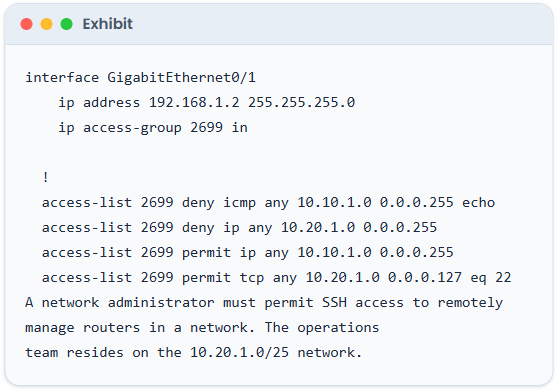 Exhibit
interface GigabitEthernet0/1
ip address 192.168.1.2 255.255.255.0
ip access-group 2699 in
!
access-list 2699 deny icmp any 10.10.1.0 0.0.0.255 echo
access-list 2699 deny ip any 10.20.1.0 0.0.0.255
access-list 2699 permit ip any 10.10.1.0 0.0.0.255
access-list 2699 permit tcp any 10.20.1.0 0.0.0.127 eq 22
A network administrator must permit SSH access to remotely
manage routers in a network. The operations
team resides on the 10.20.1.0/25 network.